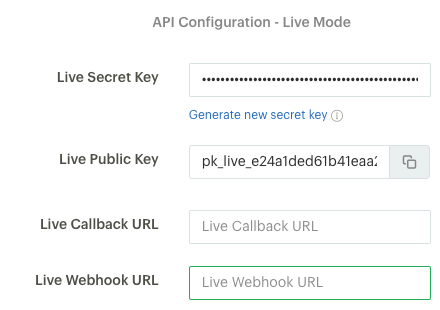 API Configuration - Live Mode
Live Secret Key
••••••••••••••••••••••••••••••••••••••••••••••••
Generate new secret key
Live Public Key
pk_live_e24a1ded61b41eaa
Live Callback URL
Live Callback URL
Live Webhook URL
Live Webhook URL